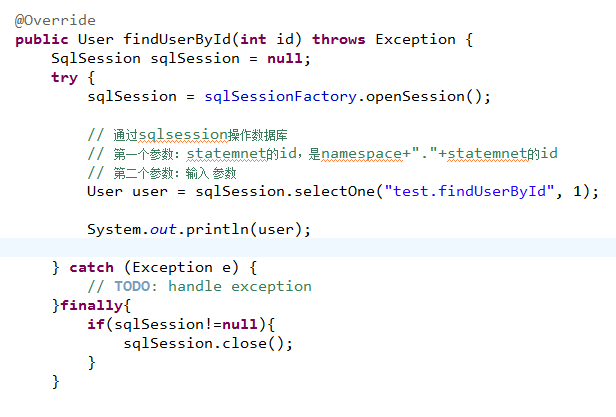 @Override
public User findUserById(int id) throws Exception {
    SqlSession sqlSession = null;
    try {
        sqlSession = sqlSessionFactory.openSession();
        // 通过sqlsession操作数据库
        // 第一个参数：statemnet的id，是namespace+"."+statemnet的id
        // 第二个参数：输入 参数
        User user = sqlSession.selectOne("test.findUserById", 1);
        System.out.println(user);
    } catch (Exception e) {
        // TODO: handle exception
    }finally{
        if(sqlSession!=null){
            sqlSession.close();
        }
    }